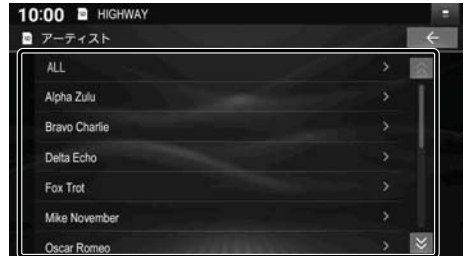 10:00 HIGHWAY
アーティスト
ALL
Alpha Zulu
Bravo Charlie
Delta Echo
Fox Trot
Mike November
Oscar Romeo